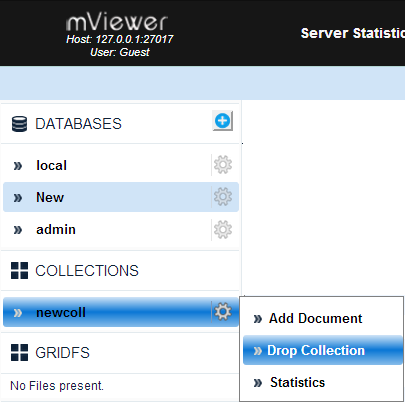 mViewer
Host: 127.0.0.1:27017
User: Guest
Server Statistic
DATABASES
local
New
admin
COLLECTIONS
newcoll
Add Document
Drop Collection
Statistics
GRIDFS
No Files present.